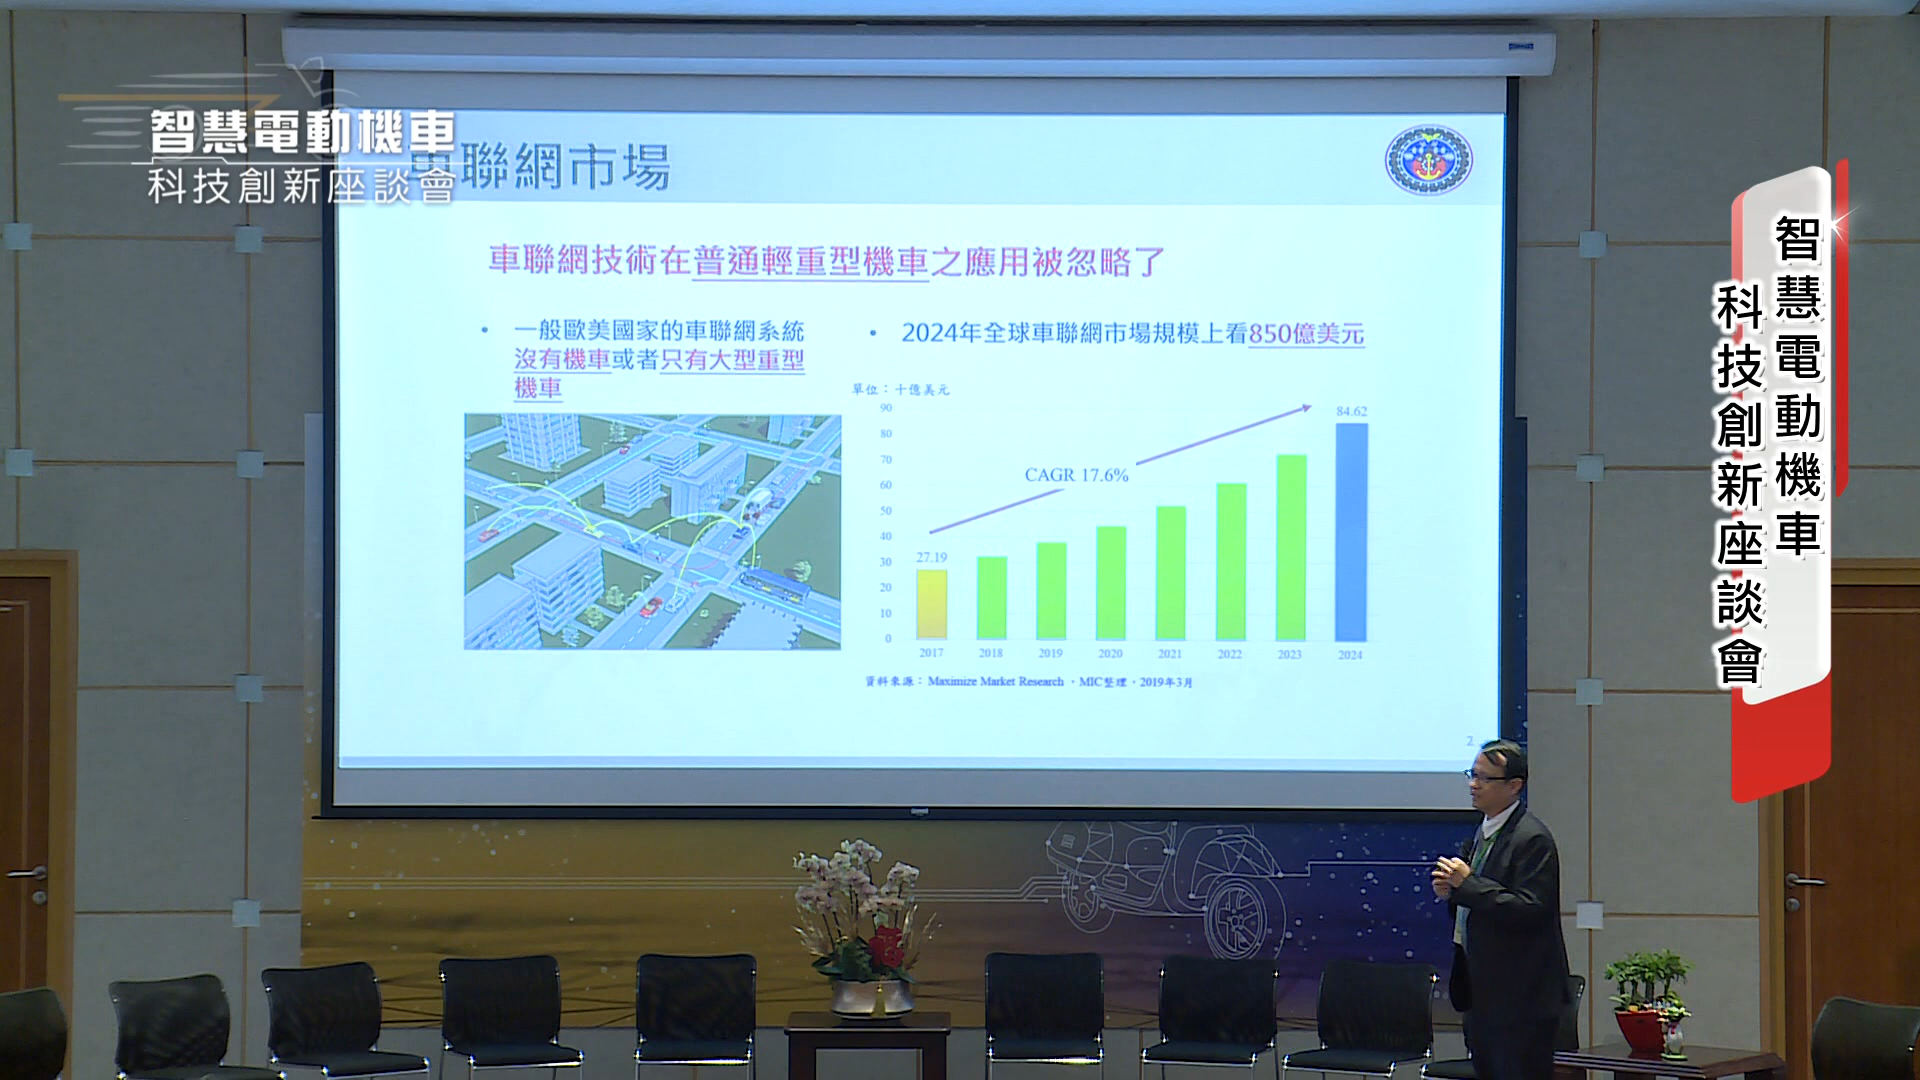 智慧電動機車
科技創新座談會
車聯網市場
車聯網技術在普通輕重型機車之應用被忽略了
• 一般歐美國家的車聯網系統
沒有機車或者只有大型重型
機車
• 2024年全球車聯網市場規模上看850億美元
單位：十億美元
90
80
70
60
50
40
30
20
10
0
CAGR 17.6%
27.19
84.62
2017 2018 2019 2020 2021 2022 2023 2024
資料來源：Maximize Market Research，MIC整理，2019年3月
2
智慧電動機車
科技創新座談會